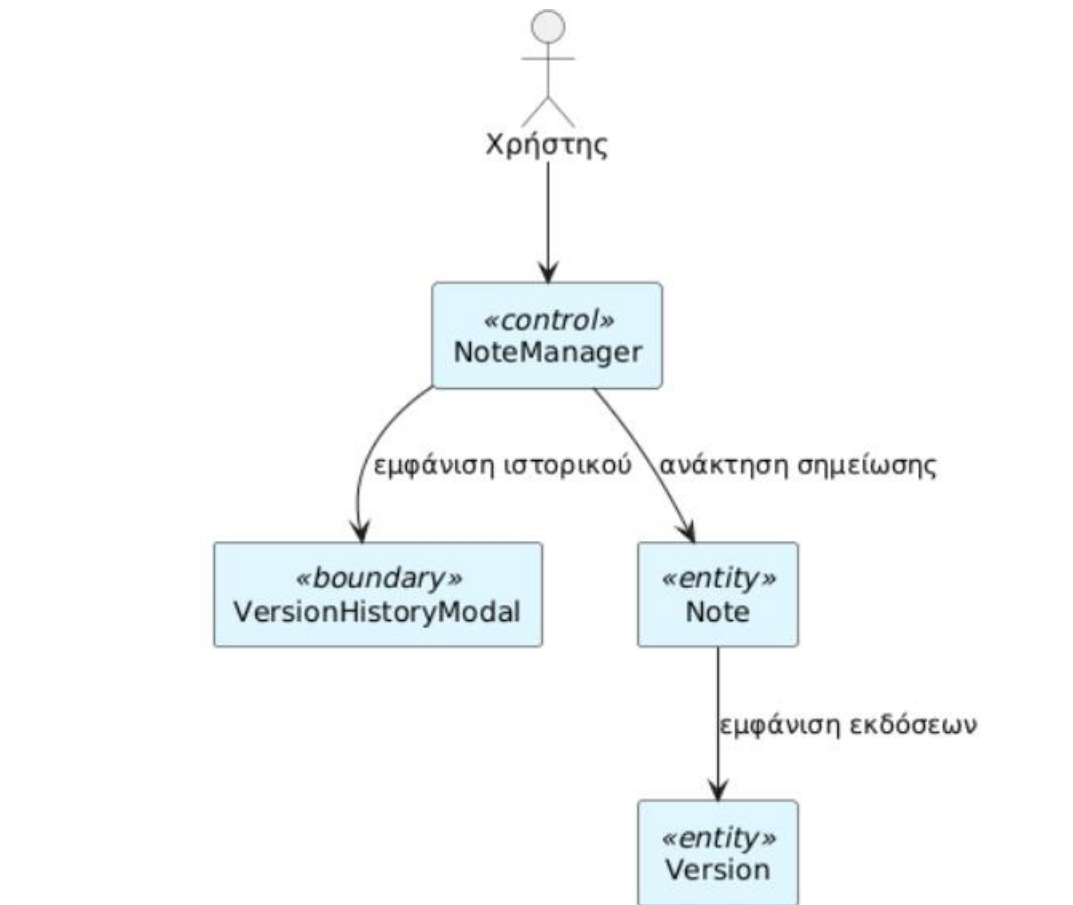 Χρήστης
«control»
NoteManager
εμφάνιση ιστορικού
ανάκτηση σημείωσης
«boundary»
VersionHistoryModal
«entity»
Note
εμφάνιση εκδόσεων
«entity»
Version